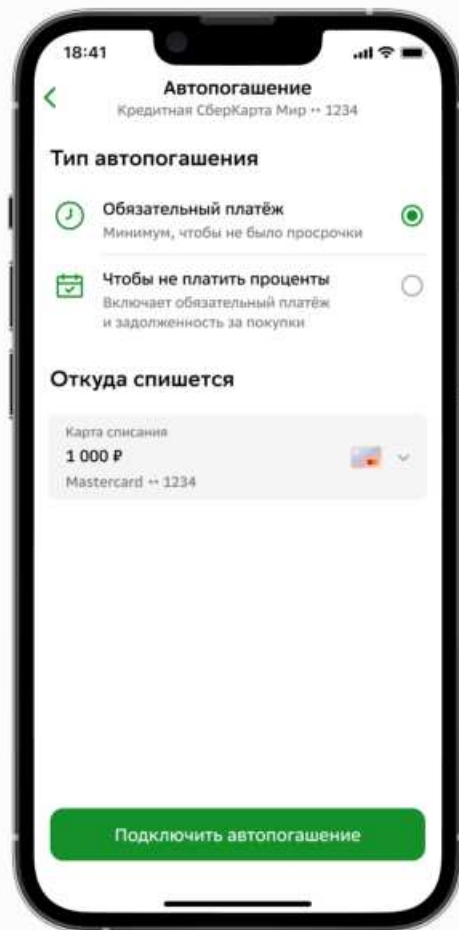 18:41
Автопогашение
Кредитная СберКарта Мир •• 1234
Тип автопогашения
Обязательный платёж
Минимум, чтобы не было просрочки
Чтобы не платить проценты
Включает обязательный платёж
и задолженность за покупки
Откуда спишется
Карта списания
1 000 ₽
Mastercard •• 1234
Подключить автопогашение